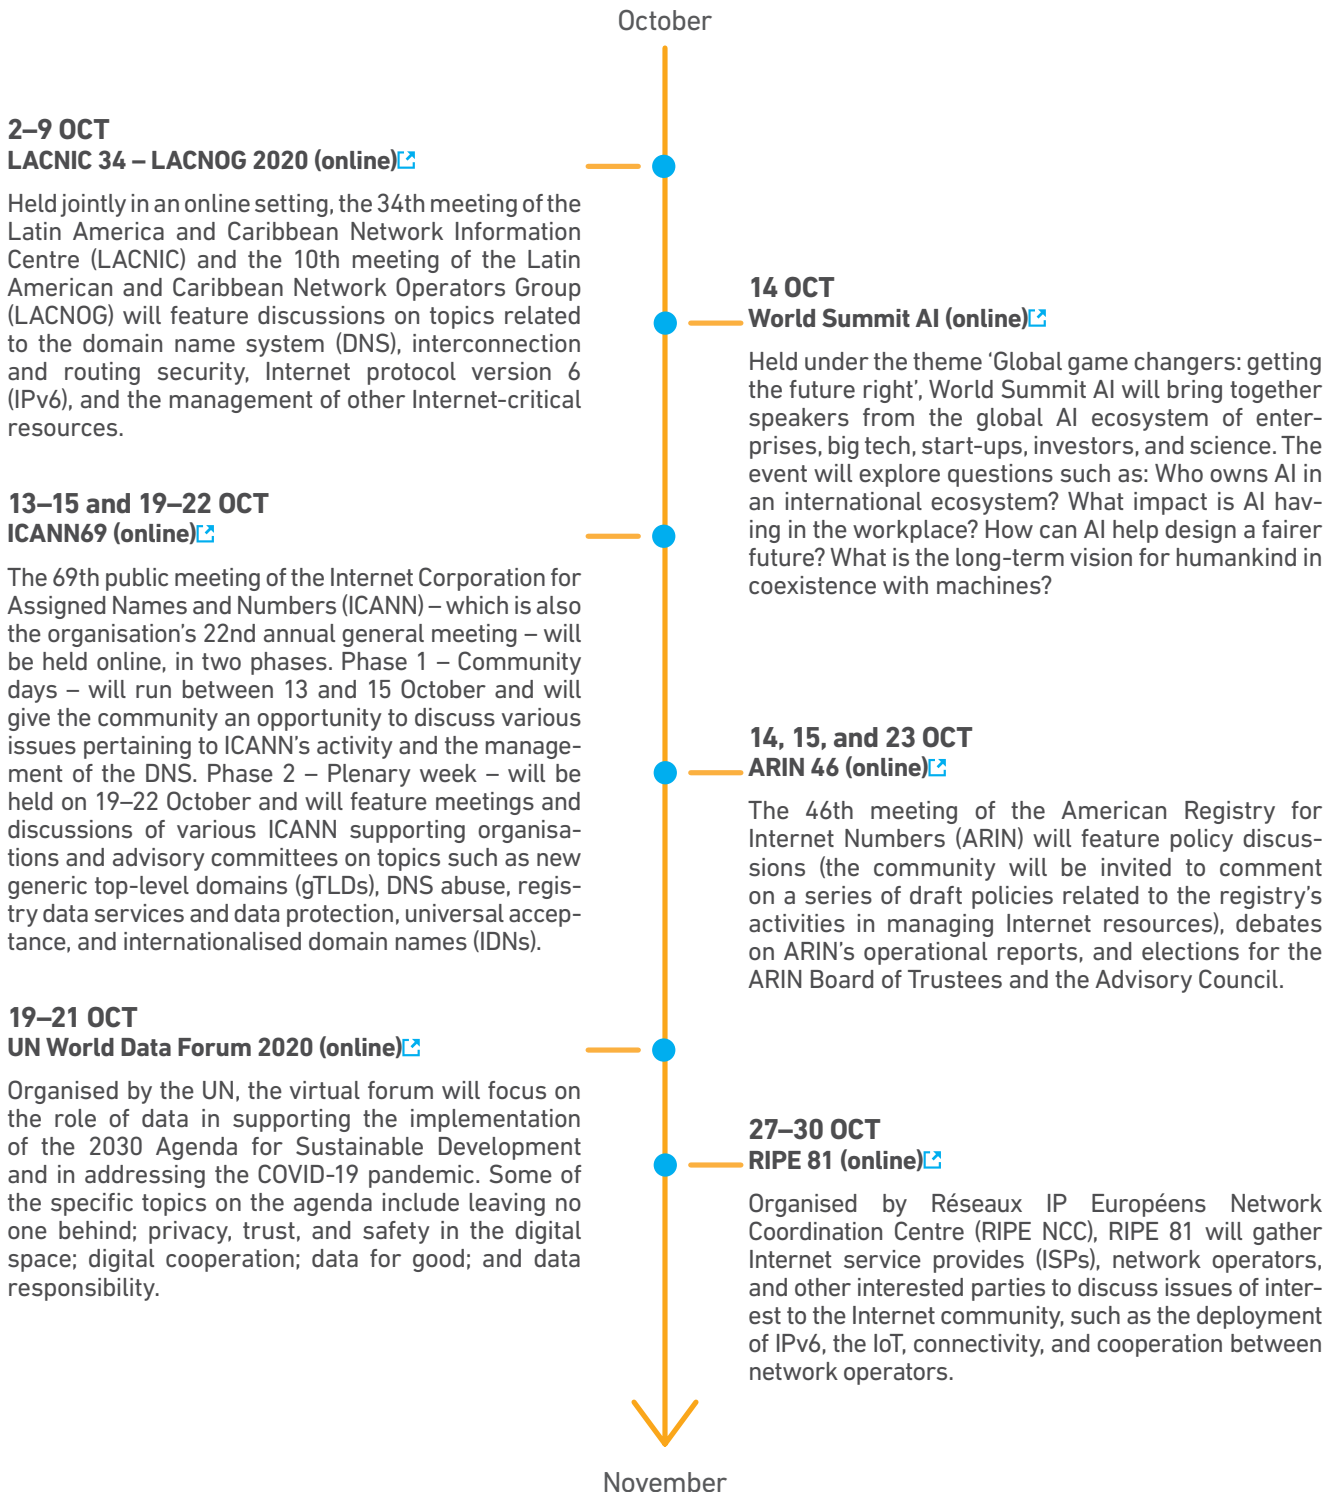 October
2–9 OCT
LACNIC 34 – LACNOG 2020 (online)
Held jointly in an online setting, the 34th meeting of the
Latin America and Caribbean Network Information
Centre (LACNIC) and the 10th meeting of the Latin
American and Caribbean Network Operators Group
(LACNOG) will feature discussions on topics related
to the domain name system (DNS), interconnection
and routing security, Internet protocol version 6
(IPv6), and the management of other Internet-critical
resources.
14 OCT
World Summit AI (online)
Held under the theme ‘Global game changers: getting
the future right’, World Summit AI will bring together
speakers from the global AI ecosystem of enter-
prises, big tech, start-ups, investors, and science. The
event will explore questions such as: Who owns AI in
an international ecosystem? What impact is AI hav-
ing in the workplace? How can AI help design a fairer
future? What is the long-term vision for humankind in
coexistence with machines?
13–15 and 19–22 OCT
ICANN69 (online)
The 69th public meeting of the Internet Corporation for
Assigned Names and Numbers (ICANN) – which is also
the organisation’s 22nd annual general meeting – will
be held online, in two phases. Phase 1 – Community
days – will run between 13 and 15 October and will
give the community an opportunity to discuss various
issues pertaining to ICANN’s activity and the manage-
ment of the DNS. Phase 2 – Plenary week – will be
held on 19–22 October and will feature meetings and
discussions of various ICANN supporting organisa-
tions and advisory committees on topics such as new
generic top-level domains (gTLDs), DNS abuse, regis-
try data services and data protection, universal accep-
tance, and internationalised domain names (IDNs).
14, 15, and 23 OCT
ARIN 46 (online)
The 46th meeting of the American Registry for
Internet Numbers (ARIN) will feature policy discus-
sions (the community will be invited to comment
on a series of draft policies related to the registry’s
activities in managing Internet resources), debates
on ARIN’s operational reports, and elections for the
ARIN Board of Trustees and the Advisory Council.
19–21 OCT
UN World Data Forum 2020 (online)
Organised by the UN, the virtual forum will focus on
the role of data in supporting the implementation
of the 2030 Agenda for Sustainable Development
and in addressing the COVID-19 pandemic. Some of
the specific topics on the agenda include leaving no
one behind; privacy, trust, and safety in the digital
space; digital cooperation; data for good; and data
responsibility.
27–30 OCT
RIPE 81 (online)
Organised by Réseaux IP Européens Network
Coordination Centre (RIPE NCC), RIPE 81 will gather
Internet service provides (ISPs), network operators,
and other interested parties to discuss issues of inter-
est to the Internet community, such as the deployment
of IPv6, the IoT, connectivity, and cooperation between
network operators.
November